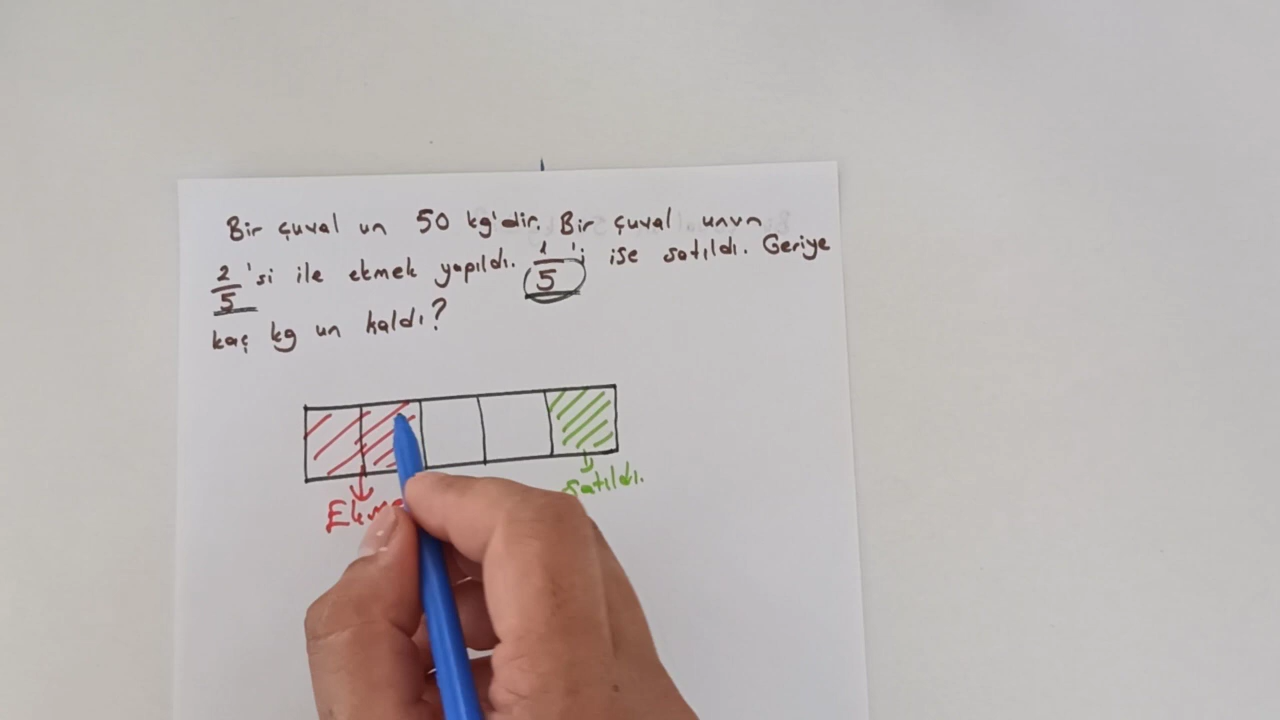 Bir çuval un 50 kg'dir. Bir çuval unun
2/5 'si ile ekmek yapıldı. 1/5 'i ise satıldı. Geriye
kaç kg un kaldı?
satıldı.